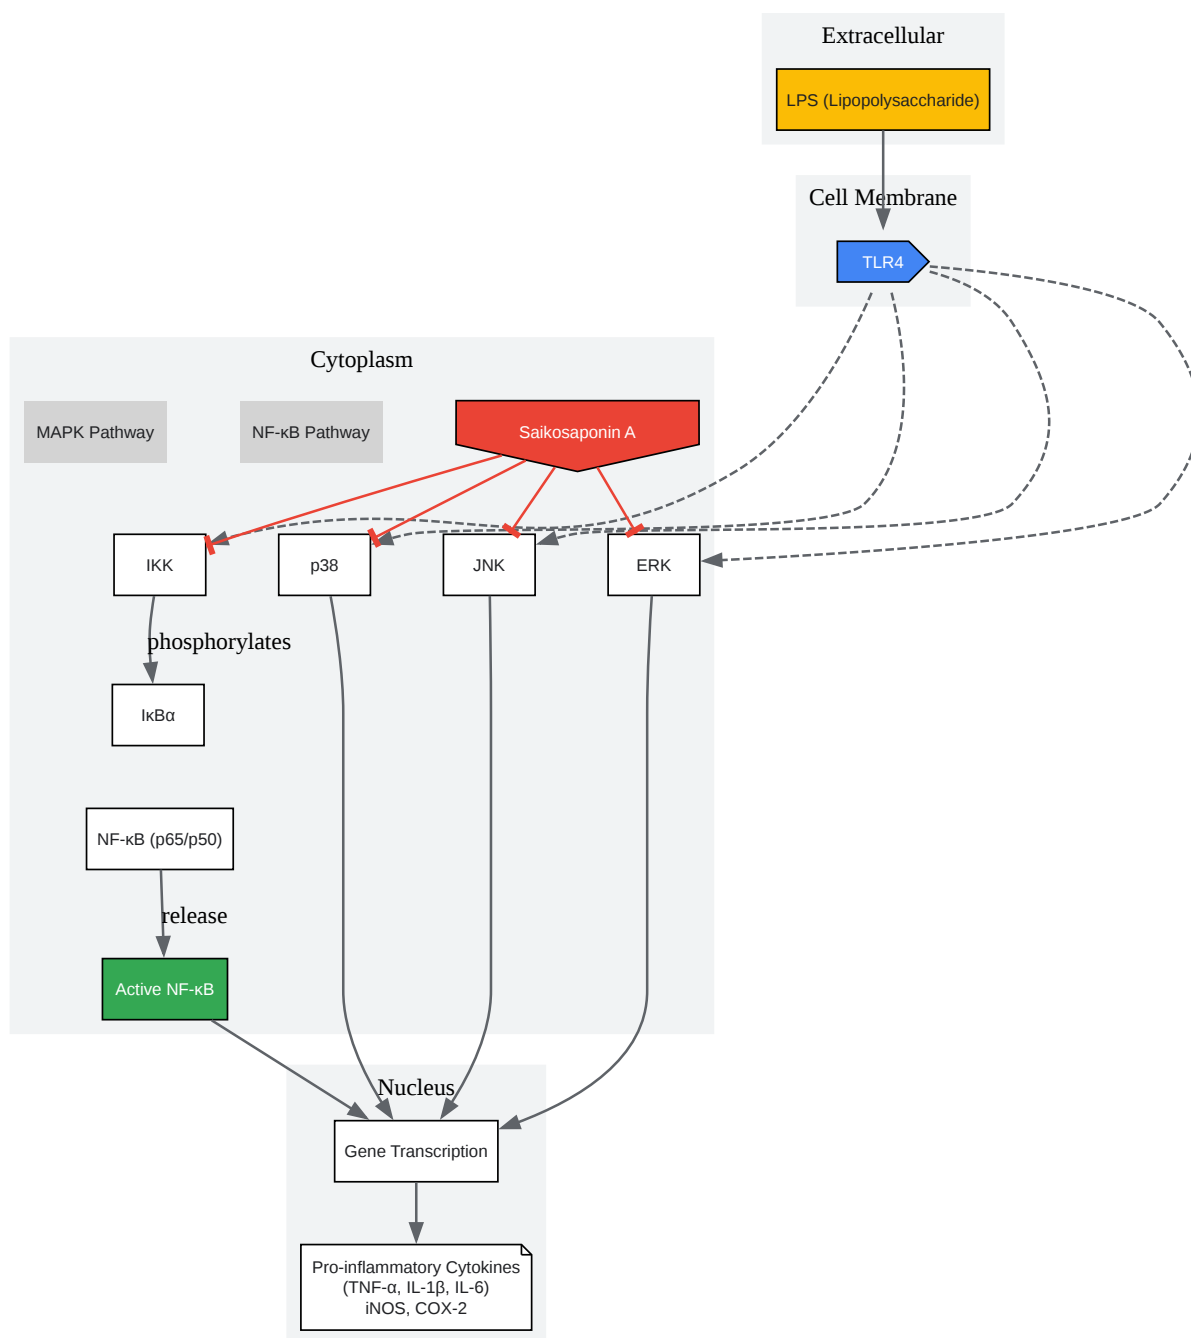 Extracellular
LPS (Lipopolysaccharide)
Cell Membrane
TLR4
Cytoplasm
MAPK Pathway
NF-κB Pathway
Saikosaponin A
IKK
p38
JNK
ERK
phosphorylates
IκBα
NF-κB (p65/p50)
release
Active NF-κB
Nucleus
Gene Transcription
Pro-inflammatory Cytokines
(TNF-α, IL-1β, IL-6)
iNOS, COX-2